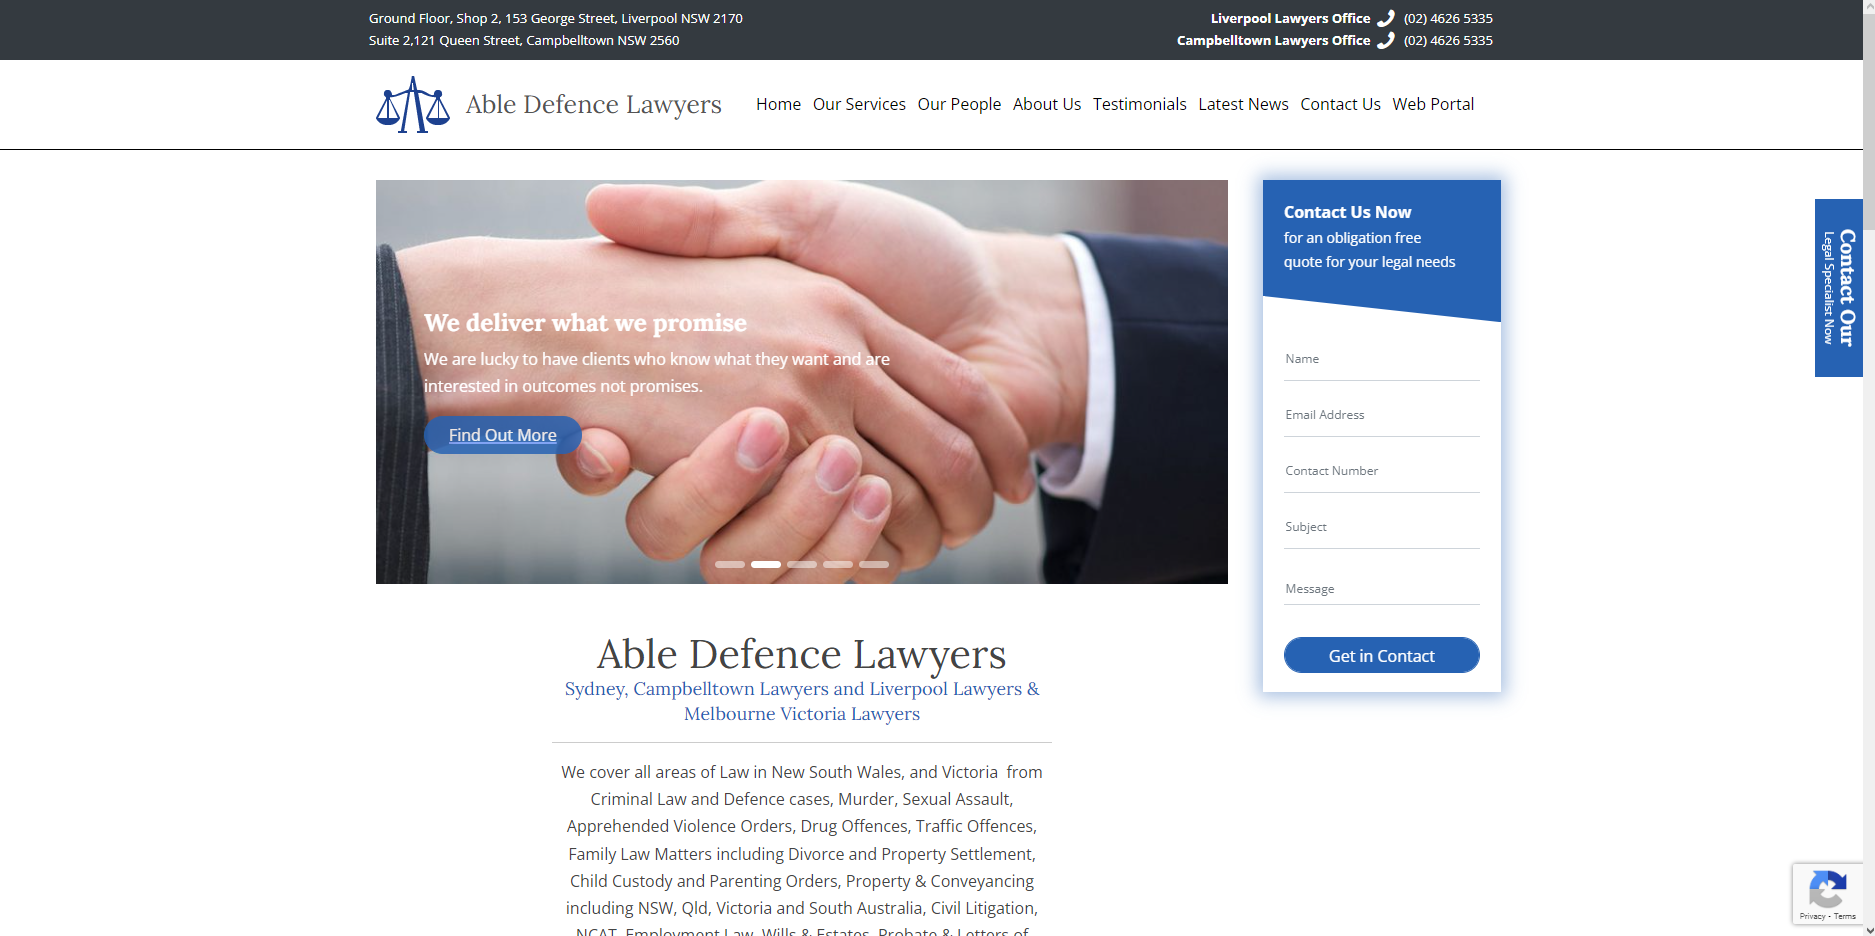 Ground Floor, Shop 2, 153 George Street, Liverpool NSW 2170
Suite 2,121 Queen Street, Campbelltown NSW 2560
Liverpool Lawyers Office (02) 4626 5335
Campbelltown Lawyers Office (02) 4626 5335
Able Defence Lawyers
Home Our Services Our People About Us Testimonials Latest News Contact Us Web Portal
We deliver what we promise
We are lucky to have clients who know what they want and are
interested in outcomes not promises.
Find Out More
Contact Us Now
for an obligation free
quote for your legal needs
Name
Email Address
Contact Number
Subject
Message
Get in Contact
Contact Our
Legal Specialist Now
Able Defence Lawyers
Sydney, Campbelltown Lawyers and Liverpool Lawyers &
Melbourne Victoria Lawyers
We cover all areas of Law in New South Wales, and Victoria from
Criminal Law and Defence cases, Murder, Sexual Assault,
Apprehended Violence Orders, Drug Offences, Traffic Offences,
Family Law Matters including Divorce and Property Settlement,
Child Custody and Parenting Orders, Property & Conveyancing
including NSW, Qld, Victoria and South Australia, Civil Litigation,
NCAT, Employment Law, Wills & Estates, Probate & Letters of
Privacy - Terms